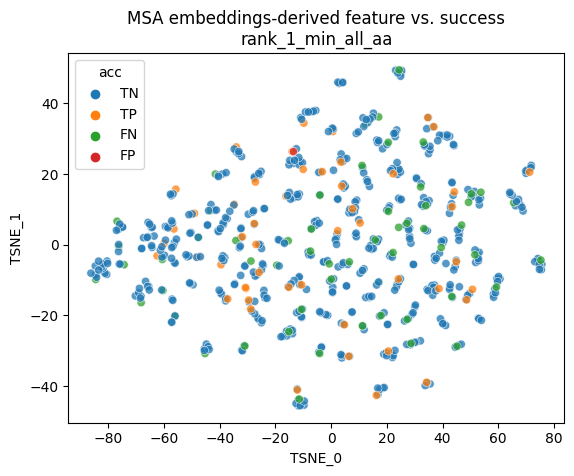 MSA embeddings-derived feature vs. success
rank_1_min_all_aa
acc
TN
TP
FN
FP
40
20
0
−20
−40
TSNE_1
−80 −60 −40 −20 0 20 40 60 80
TSNE_0